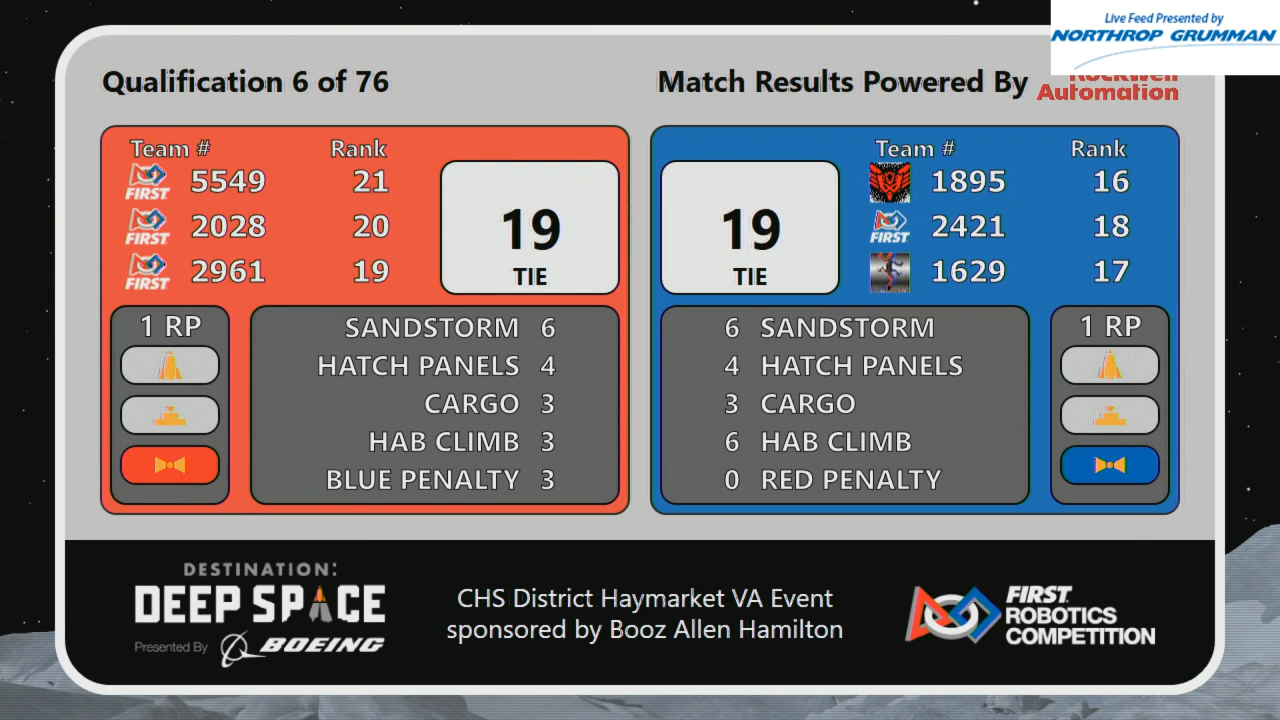 Live Feed Presented by
NORTHROP GRUMMAN
Qualification 6 of 76
Match Results Powered By
Rockwell
Automation
Team # Rank
FIRST 5549 21
FIRST 2028 20
FIRST 2961 19
19
TIE
1 RP
SANDSTORM 6
HATCH PANELS 4
CARGO 3
HAB CLIMB 3
BLUE PENALTY 3
Team # Rank
1895 16
FIRST 2421 18
1629 17
19
TIE
6 SANDSTORM
4 HATCH PANELS
3 CARGO
6 HAB CLIMB
0 RED PENALTY
1 RP
DESTINATION:
DEEP SPACE
Presented By BOEING
CHS District Haymarket VA Event
sponsored by Booz Allen Hamilton
FIRST
ROBOTICS
COMPETITION